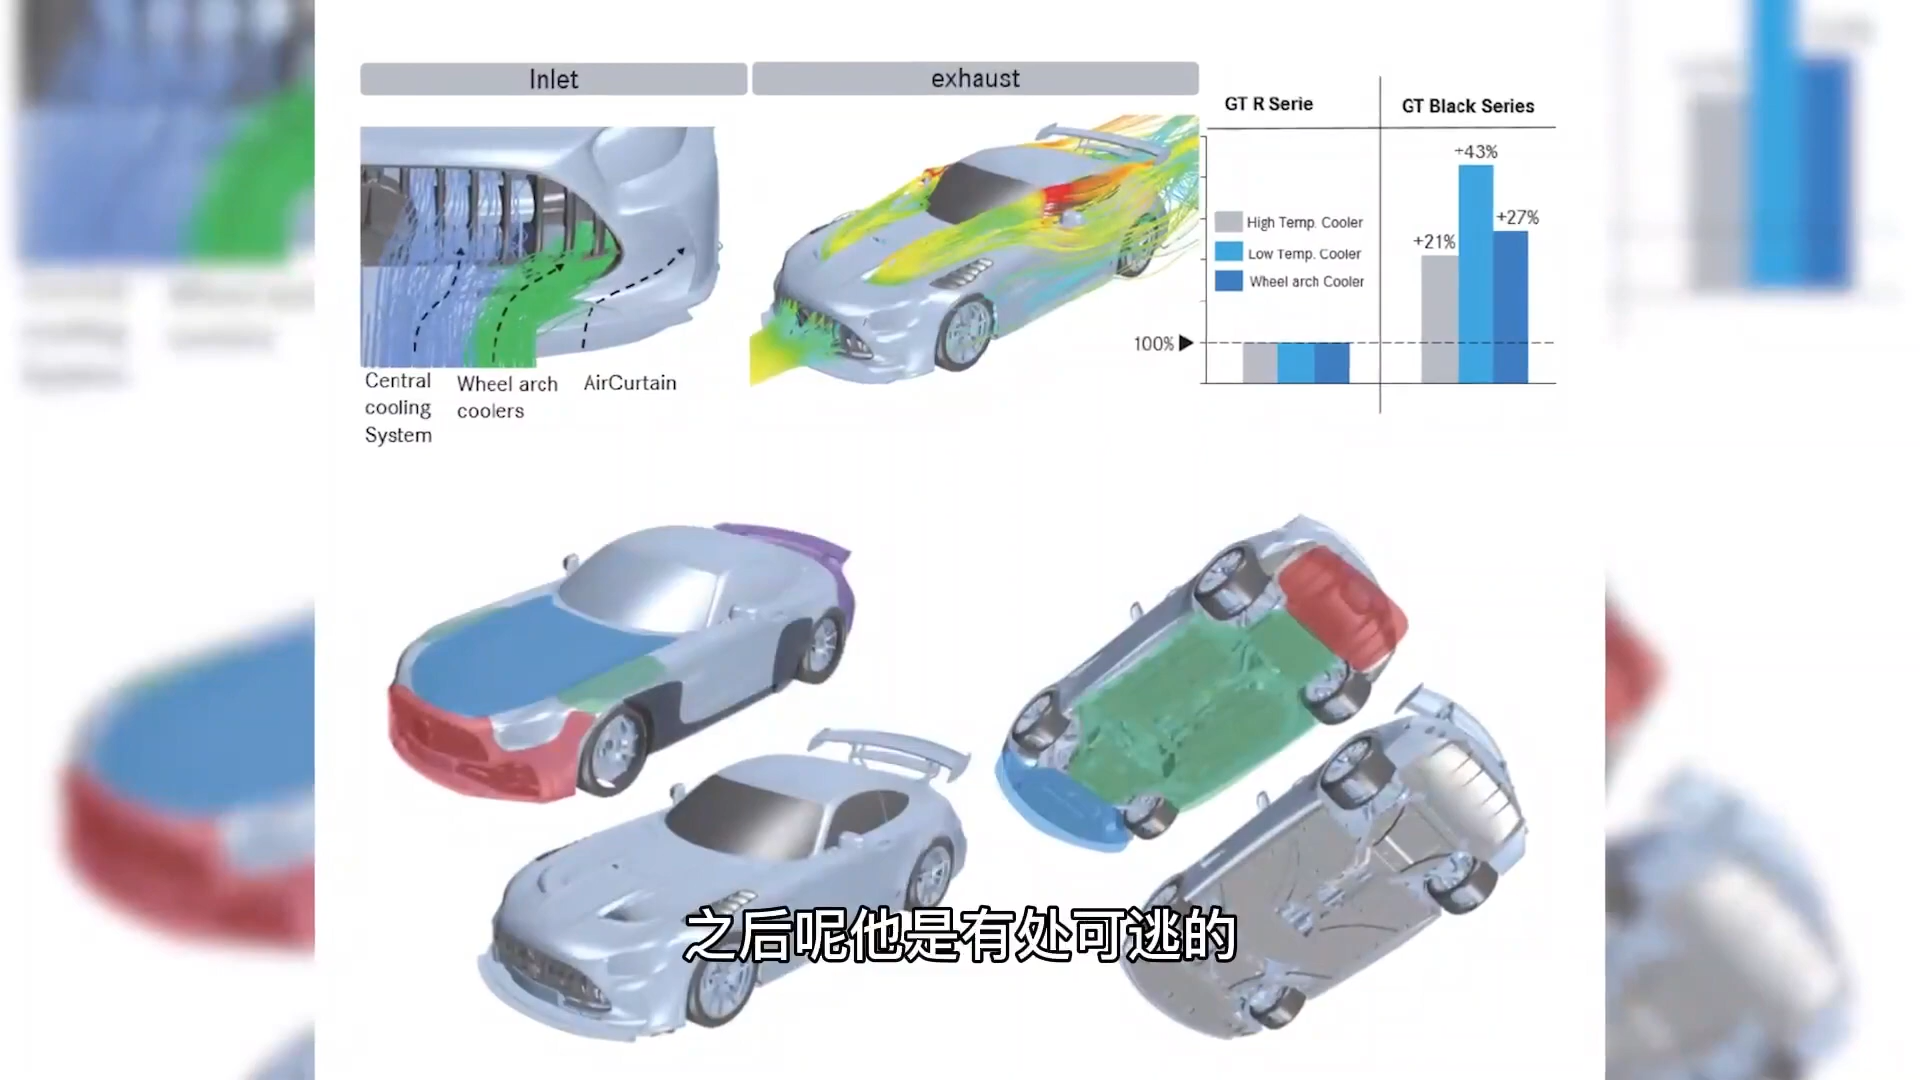 Inlet
exhaust
GT R Serie
GT Black Series
+43%
+27%
+21%
High Temp. Cooler
Low Temp. Cooler
Wheel arch Cooler
100%
Central
cooling
System
Wheel arch
coolers
AirCurtain
之后呢他是有处可逃的